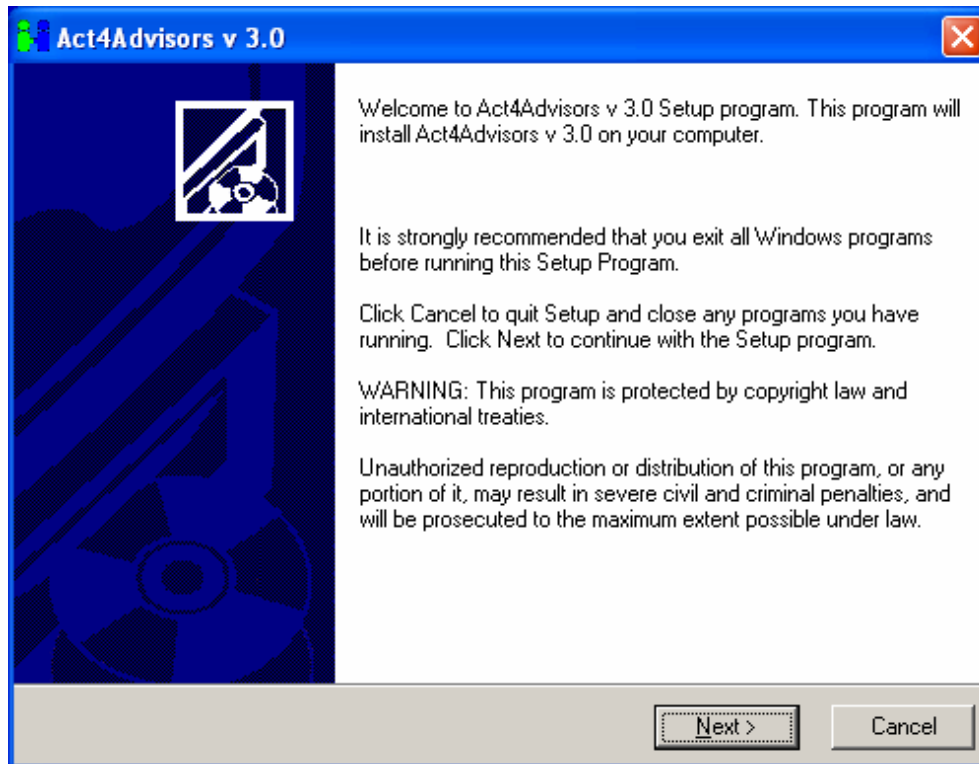 Act4Advisors v 3.0
Welcome to Act4Advisors v 3.0 Setup program. This program will
install Act4Advisors v 3.0 on your computer.
It is strongly recommended that you exit all Windows programs
before running this Setup Program.
Click Cancel to quit Setup and close any programs you have
running.  Click Next to continue with the Setup program.
WARNING: This program is protected by copyright law and
international treaties.
Unauthorized reproduction or distribution of this program, or any
portion of it, may result in severe civil and criminal penalties, and
will be prosecuted to the maximum extent possible under law.
Next > Cancel